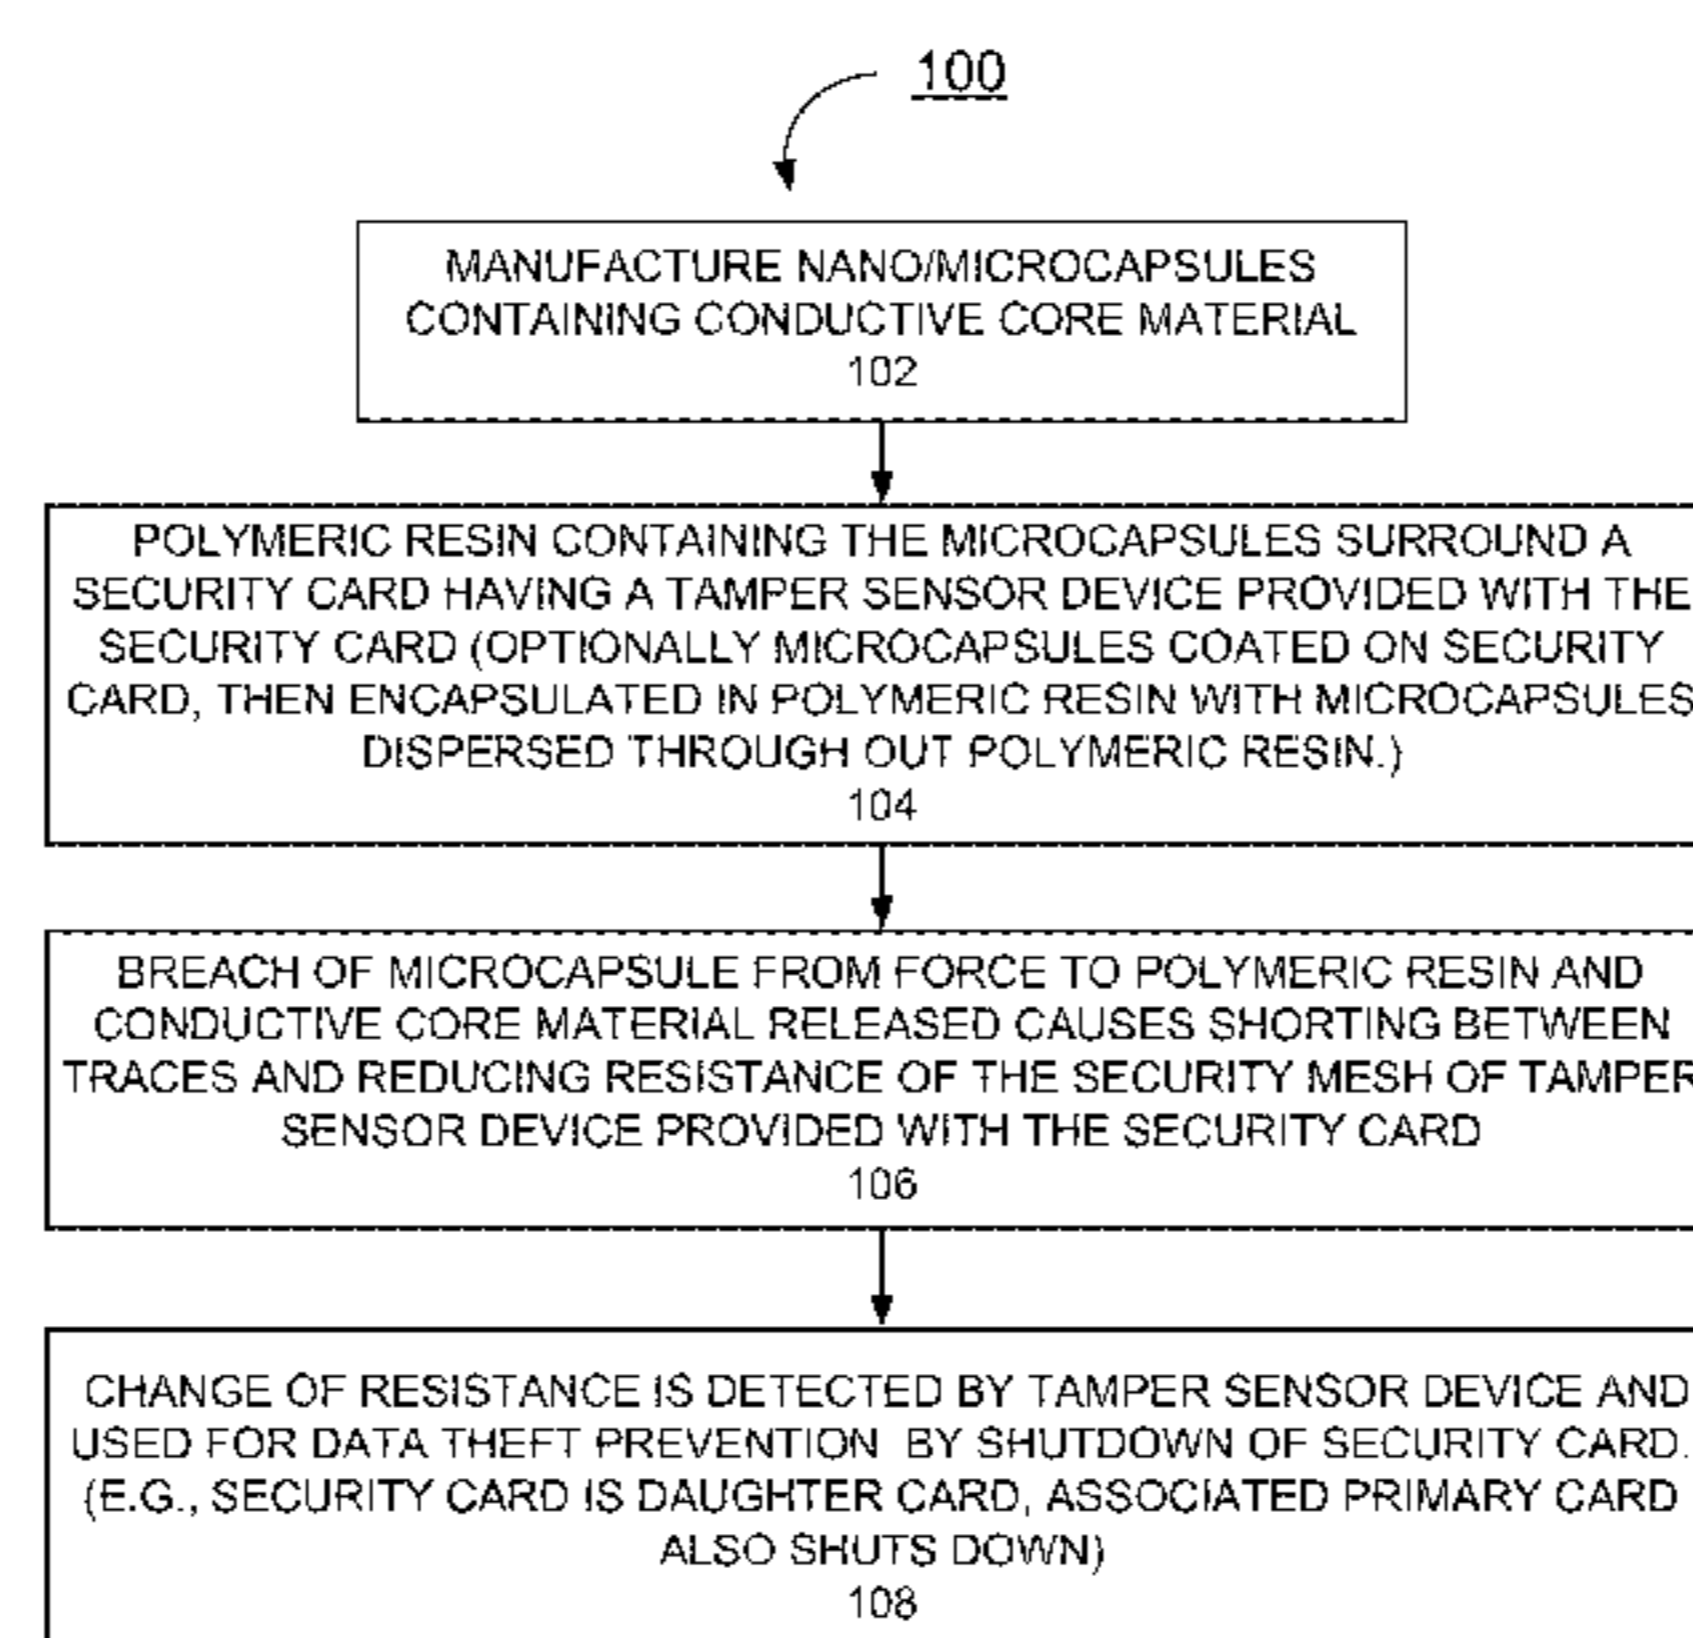 100
MANUFACTURE NANO/MICROCAPSULES
CONTAINING CONDUCTIVE CORE MATERIAL
102
POLYMERIC RESIN CONTAINING THE MICROCAPSULES SURROUND A
SECURITY CARD HAVING A TAMPER SENSOR DEVICE PROVIDED WITH THE
SECURITY CARD (OPTIONALLY MICROCAPSULES COATED ON SECURITY
CARD, THEN ENCAPSULATED IN POLYMERIC RESIN WITH MICROCAPSULES
DISPERSED THROUGH OUT POLYMERIC RESIN.)
104
BREACH OF MICROCAPSULE FROM FORCE TO POLYMERIC RESIN AND
CONDUCTIVE CORE MATERIAL RELEASED CAUSES SHORTING BETWEEN
TRACES AND REDUCING RESISTANCE OF THE SECURITY MESH OF TAMPER
SENSOR DEVICE PROVIDED WITH THE SECURITY CARD
106
CHANGE OF RESISTANCE IS DETECTED BY TAMPER SENSOR DEVICE AND
USED FOR DATA THEFT PREVENTION BY SHUTDOWN OF SECURITY CARD.
(E.G., SECURITY CARD IS DAUGHTER CARD, ASSOCIATED PRIMARY CARD
ALSO SHUTS DOWN)
108